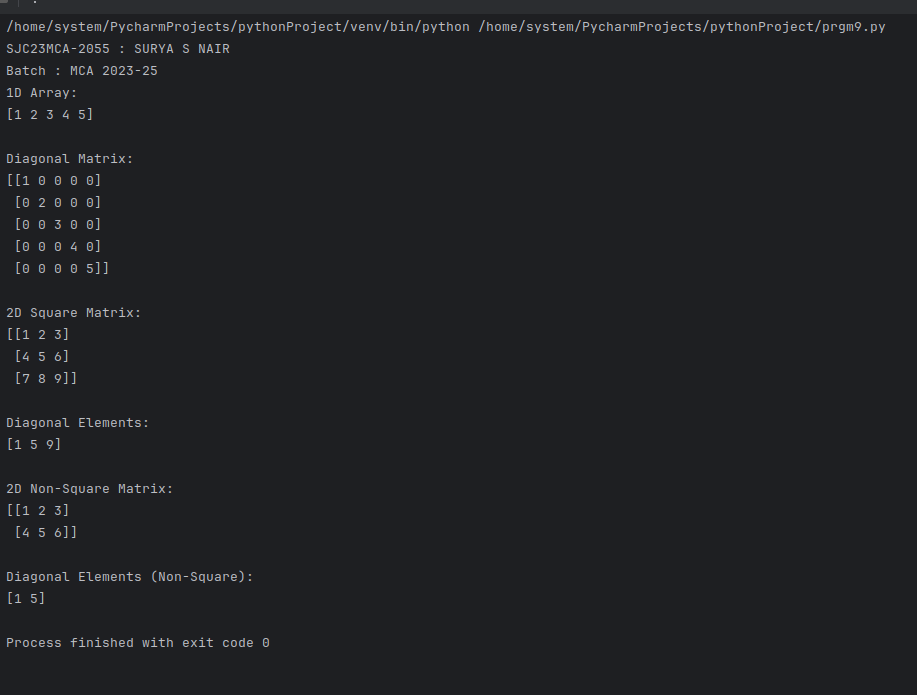 /home/system/PycharmProjects/pythonProject/venv/bin/python /home/system/PycharmProjects/pythonProject/prgm9.py
SJC23MCA-2055 : SURYA S NAIR
Batch : MCA 2023-25
1D Array:
[1 2 3 4 5]
Diagonal Matrix:
[[1 0 0 0 0]
 [0 2 0 0 0]
 [0 0 3 0 0]
 [0 0 0 4 0]
 [0 0 0 0 5]]
2D Square Matrix:
[[1 2 3]
 [4 5 6]
 [7 8 9]]
Diagonal Elements:
[1 5 9]
2D Non-Square Matrix:
[[1 2 3]
 [4 5 6]]
Diagonal Elements (Non-Square):
[1 5]
Process finished with exit code 0